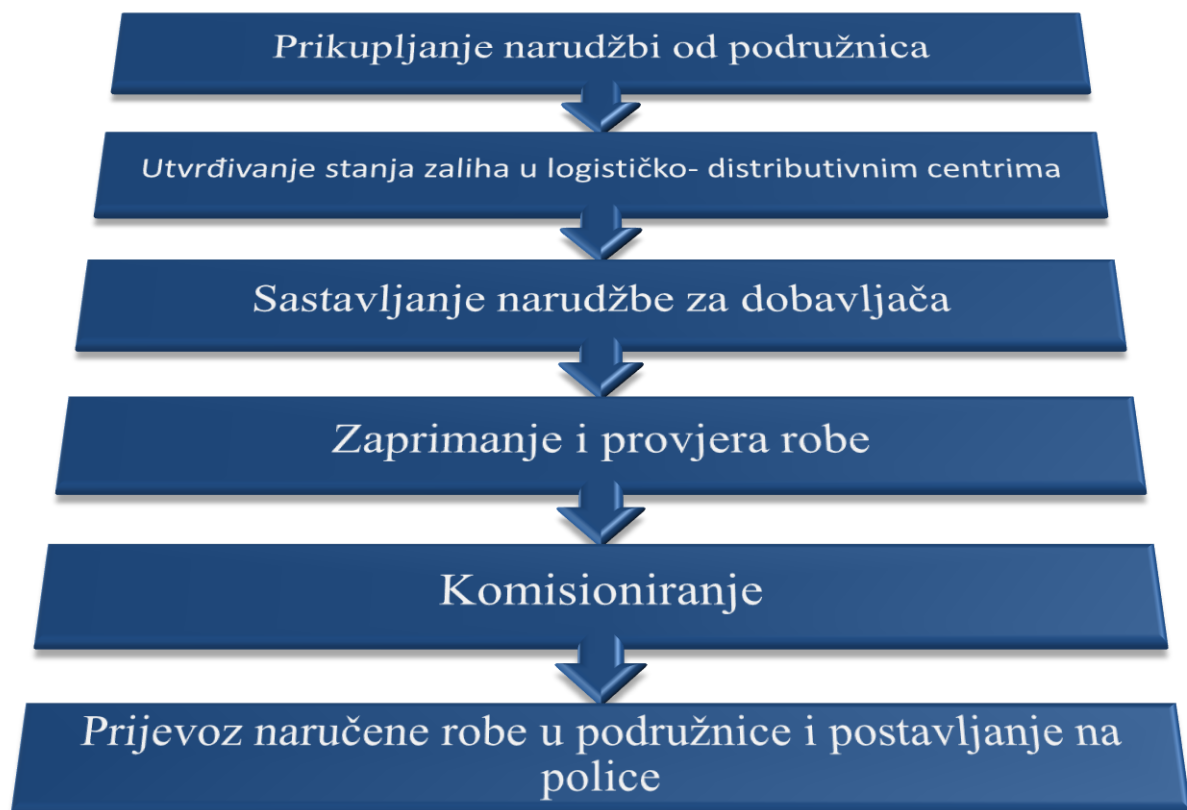 Prikupljanje narudžbi od podružnica
Utvrđivanje stanja zaliha u logističko- distributivnim centrima
Sastavljanje narudžbe za dobavljača
Zaprimanje i provjera robe
Komisioniranje
Prijevoz naručene robe u podružnice i postavljanje na
police